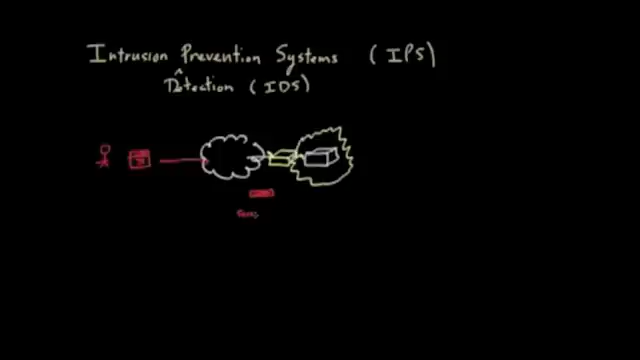 Intrusion Prevention Systems (IPS)
^
Detection (IDS)